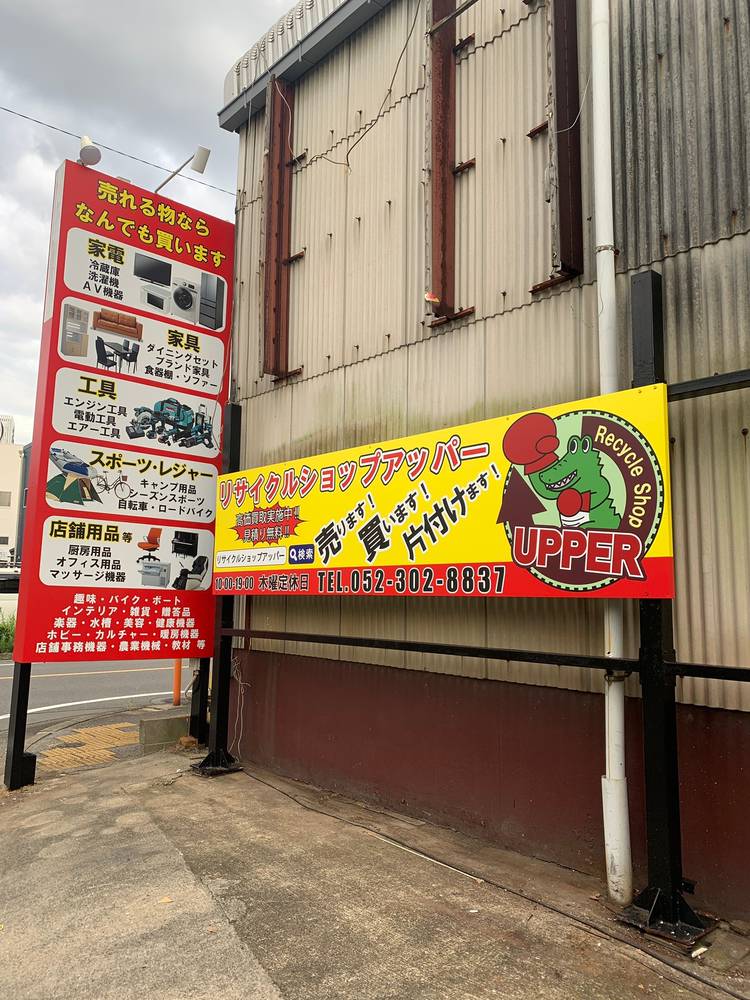 売れる物なら
なんでも買います
家電
冷蔵庫
洗濯機
AV機器
家具
ダイニングセット
ブランド家具
食器棚・ソファー
工具
エンジン工具
電動工具
エアー工具
スポーツ・レジャー
キャンプ用品
シーズンスポーツ
自転車・ロードバイク
店舗用品 等
厨房用品
オフィス用品
マッサージ機器
趣味・バイク・ボート
インテリア・雑貨・贈答品
楽器・水槽・美容・健康機器
ホビー・カルチャー・暖房機器
店舗事務機器・農業機械・教材 等
リサイクルショップアッパー
高価買取実施中!!
見積り無料!!
リサイクルショップアッパー 検索
売ります!
買います!
片付けます!
10:00-19:00 木曜定休日 TEL.052-302-8837
Recycle Shop
UPPER